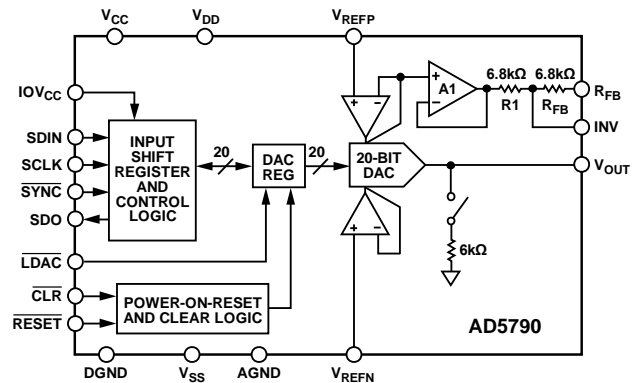 VCC
VDD
VREFP
IOVCC
SDIN
SCLK
SYNC
SDO
LDAC
CLR
RESET
INPUT
SHIFT
REGISTER
AND
CONTROL
LOGIC
20
DAC
REG
20
20-BIT
DAC
A1
6.8kΩ
R1
6.8kΩ
RFB
RFB
INV
VOUT
6kΩ
POWER-ON-RESET
AND CLEAR LOGIC
AD5790
DGND
VSS
AGND
VREFN